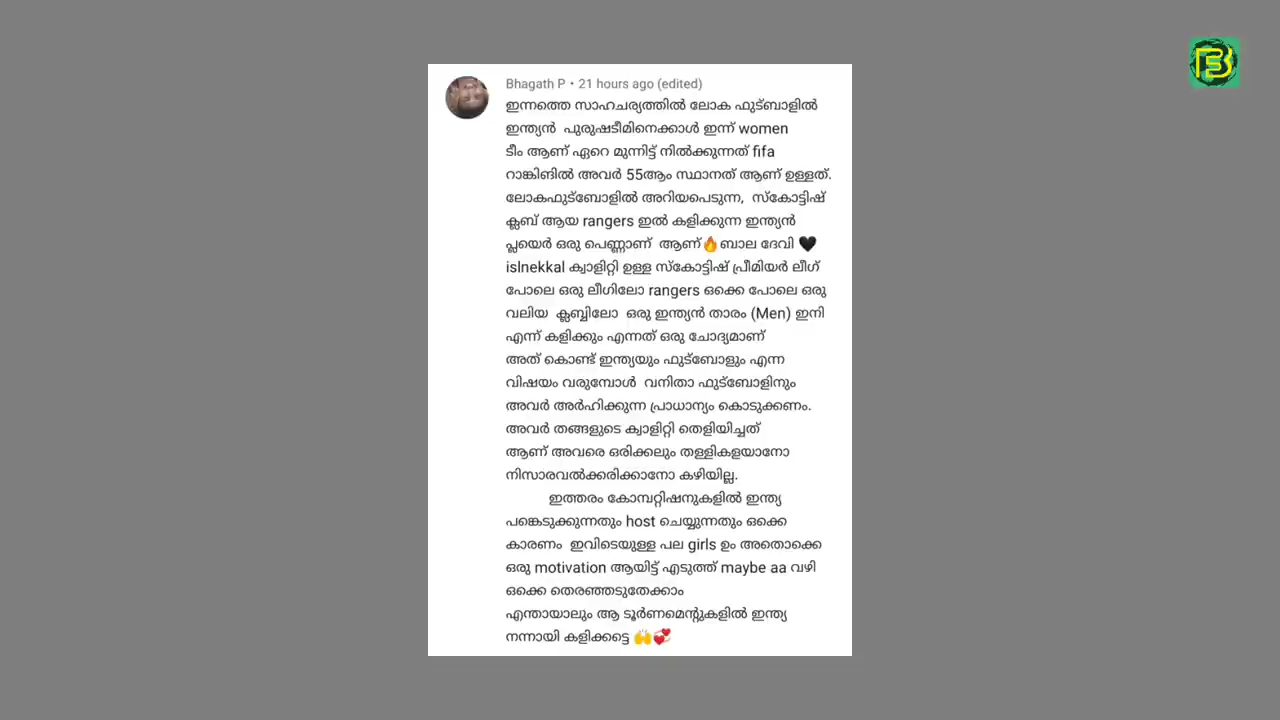 Bhagath P • 21 hours ago (edited)
ഇന്നത്തെ സാഹചര്യത്തിൽ ലോക ഫുട്ബാളിൽ
ഇന്ത്യൻ പുരുഷടീമിനെക്കാൾ ഇന്ന് women
ടീം ആണ് ഏറെ മുന്നിട്ട് നിൽക്കുന്നത് fifa
റാങ്കിങിൽ അവർ 55ആം സ്ഥാനത് ആണ് ഉള്ളത്.
ലോകഫുട്ബോളിൽ അറിയപെടുന്ന, സ്കോട്ടിഷ്
ക്ലബ് ആയ rangers ഇൽ കളിക്കുന്ന ഇന്ത്യൻ
പ്ലയെർ ഒരു പെണ്ണാണ് ആണ്🔥ബാല ദേവി 🖤
islnekkal ക്വാളിറ്റി ഉള്ള സ്കോട്ടിഷ് പ്രീമിയർ ലീഗ്
പോലെ ഒരു ലീഗിലോ rangers ഒക്കെ പോലെ ഒരു
വലിയ ക്ലബ്ബിലോ ഒരു ഇന്ത്യൻ താരം (Men) ഇനി
എന്ന് കളിക്കും എന്നത് ഒരു ചോദ്യമാണ്
അത് കൊണ്ട് ഇന്ത്യയും ഫുട്ബോളും എന്ന
വിഷയം വരുമ്പോൾ വനിതാ ഫുട്ബോളിനും
അവർ അർഹിക്കുന്ന പ്രാധാന്യം കൊടുക്കണം.
അവർ തങ്ങളുടെ ക്വാളിറ്റി തെളിയിച്ചത്
ആണ് അവരെ ഒരിക്കലും തള്ളികളയാനോ
നിസാരവൽക്കരിക്കാനോ കഴിയില്ല.
ഇത്തരം കോമ്പറ്റിഷനുകളിൽ ഇന്ത്യ
പങ്കെടുക്കുന്നതും host ചെയ്യുന്നതും ഒക്കെ
കാരണം ഇവിടെയുള്ള പല girls ഉം അതൊക്കെ
ഒരു motivation ആയിട്ട് എടുത്ത് maybe aa വഴി
ഒക്കെ തെരഞ്ഞടുതേക്കാം
എന്തായാലും ആ ടൂർണമെന്റുകളിൽ ഇന്ത്യ
നന്നായി കളിക്കട്ടെ 🙌💞